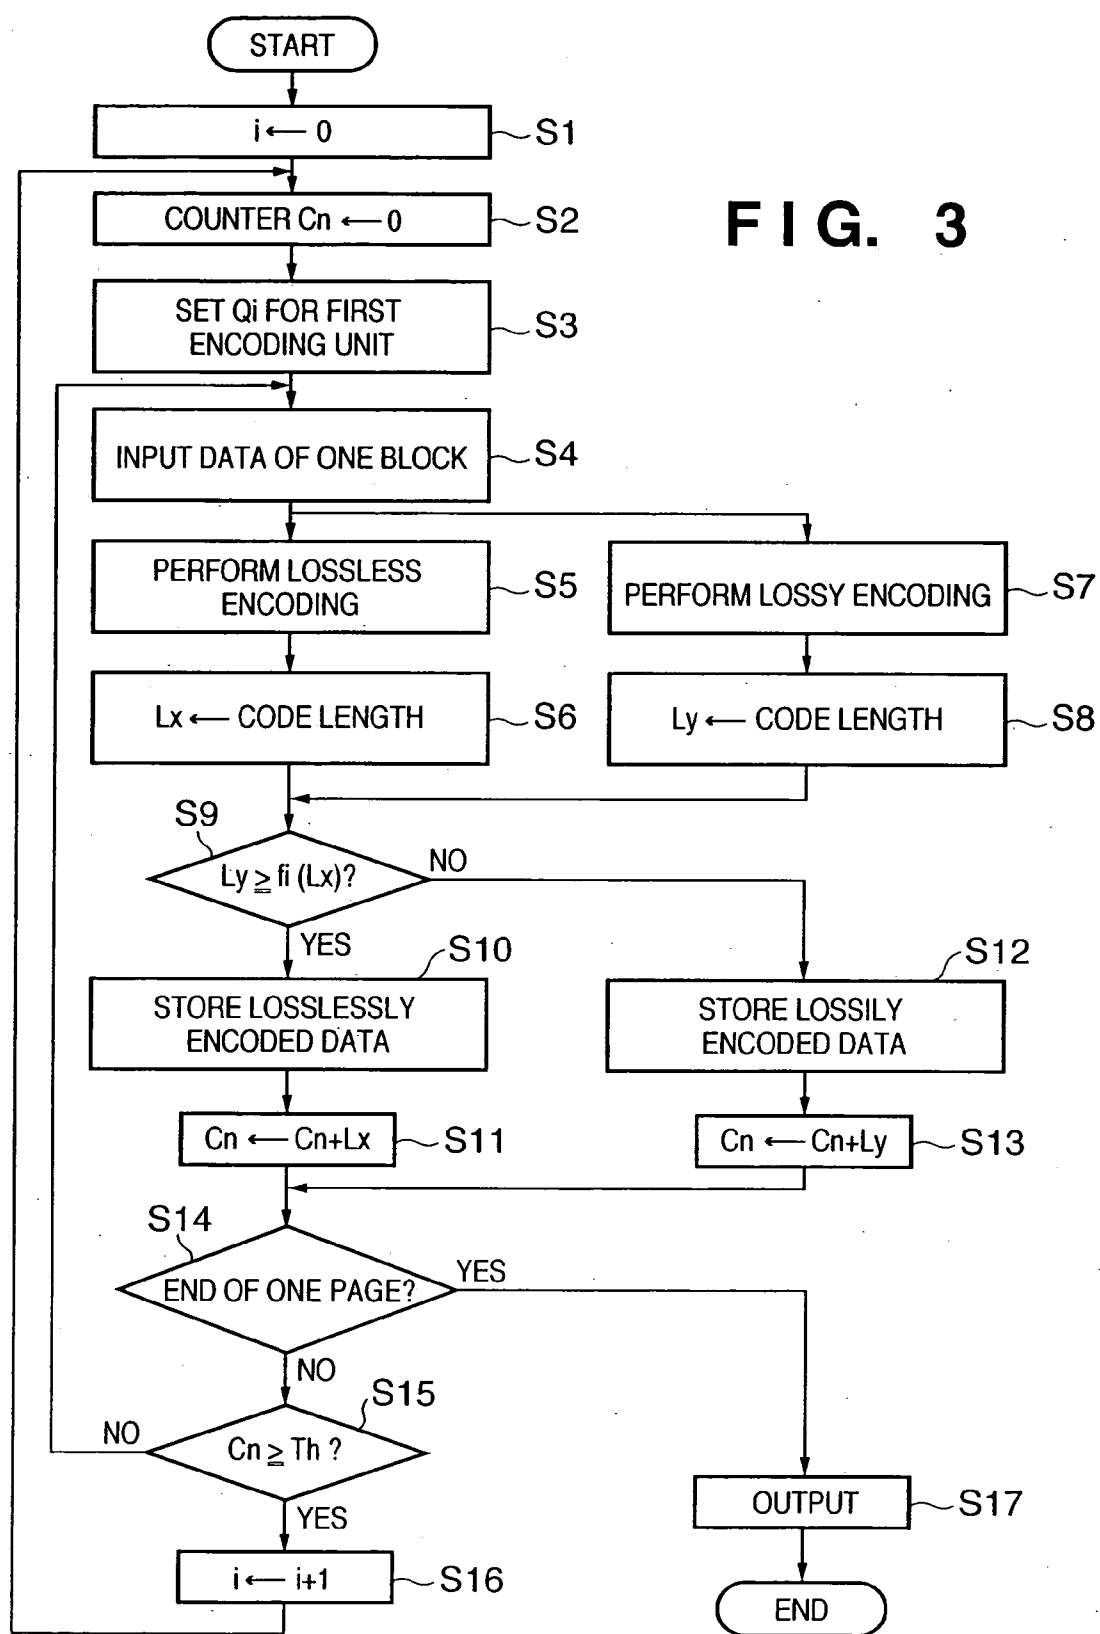 START
i ← 0
S1
COUNTER Cn ← 0
S2
FIG. 3
SET Qi FOR FIRST
ENCODING UNIT
S3
INPUT DATA OF ONE BLOCK
S4
PERFORM LOSSLESS
ENCODING
S5
PERFORM LOSSY ENCODING
S7
Lx ← CODE LENGTH
S6
Ly ← CODE LENGTH
S8
S9
Ly ≧ fi (Lx)?
NO
YES
S10
STORE LOSSLESSLY
ENCODED DATA
S12
STORE LOSSILY
ENCODED DATA
Cn ← Cn+Lx
S11
Cn ← Cn+Ly
S13
S14
END OF ONE PAGE?
YES
NO
S15
Cn ≧ Th ?
NO
YES
i ← i+1
S16
OUTPUT
S17
END